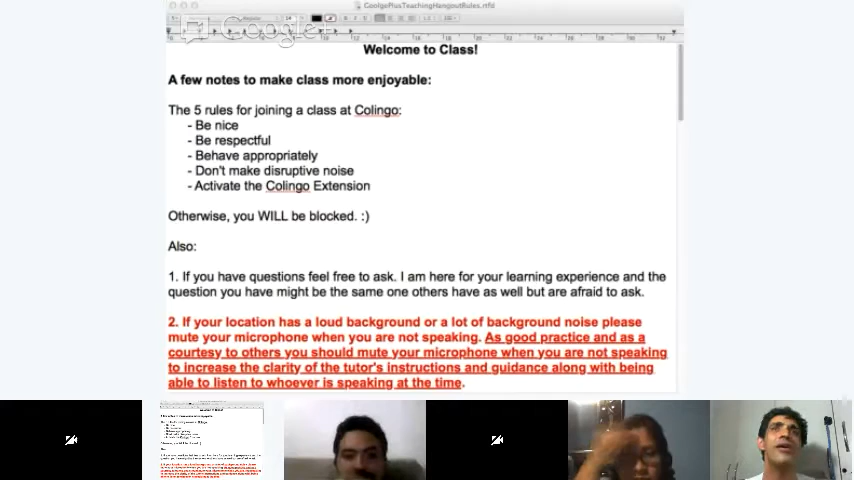 CoolgePlusTeachingHangoutRules.rtfd
Google+
Welcome to Class!
A few notes to make class more enjoyable:
The 5 rules for joining a class at Colingo:
- Be nice
- Be respectful
- Behave appropriately
- Don't make disruptive noise
- Activate the Colingo Extension
Otherwise, you WILL be blocked. :)
Also:
1. If you have questions feel free to ask. I am here for your learning experience and the
question you have might be the same one others have as well but are afraid to ask.
2. If your location has a loud background or a lot of background noise please
mute your microphone when you are not speaking. As good practice and as a
courtesy to others you should mute your microphone when you are not speaking
to increase the clarity of the tutor's instructions and guidance along with being
able to listen to whoever is speaking at the time.